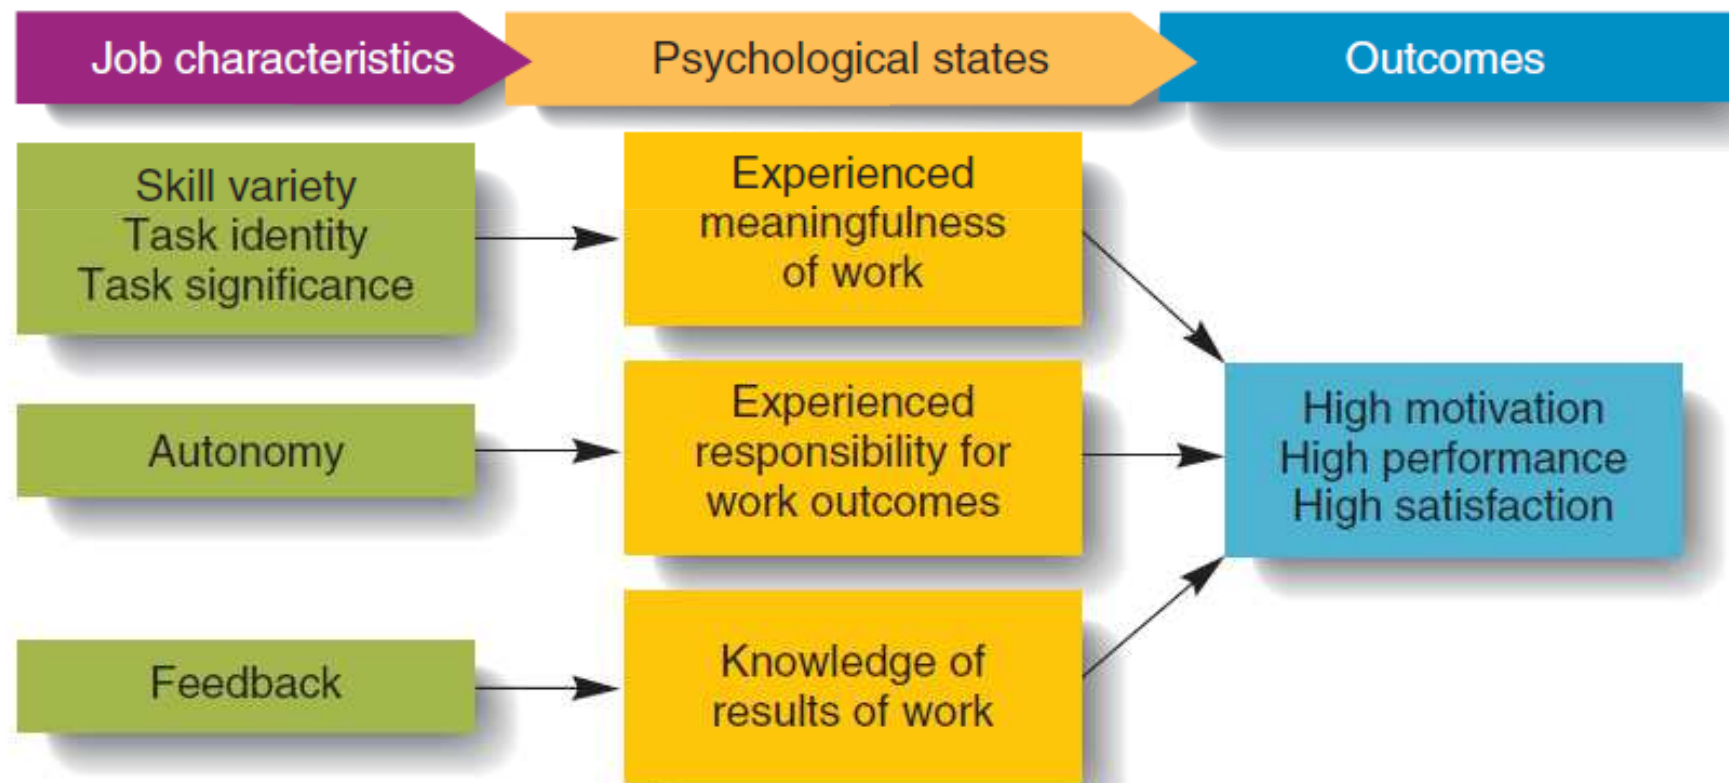 Job characteristics
Psychological states
Outcomes
Skill variety
Task identity
Task significance
Experienced
meaningfulness
of work
Autonomy
Experienced
responsibility for
work outcomes
High motivation
High performance
High satisfaction
Feedback
Knowledge of
results of work